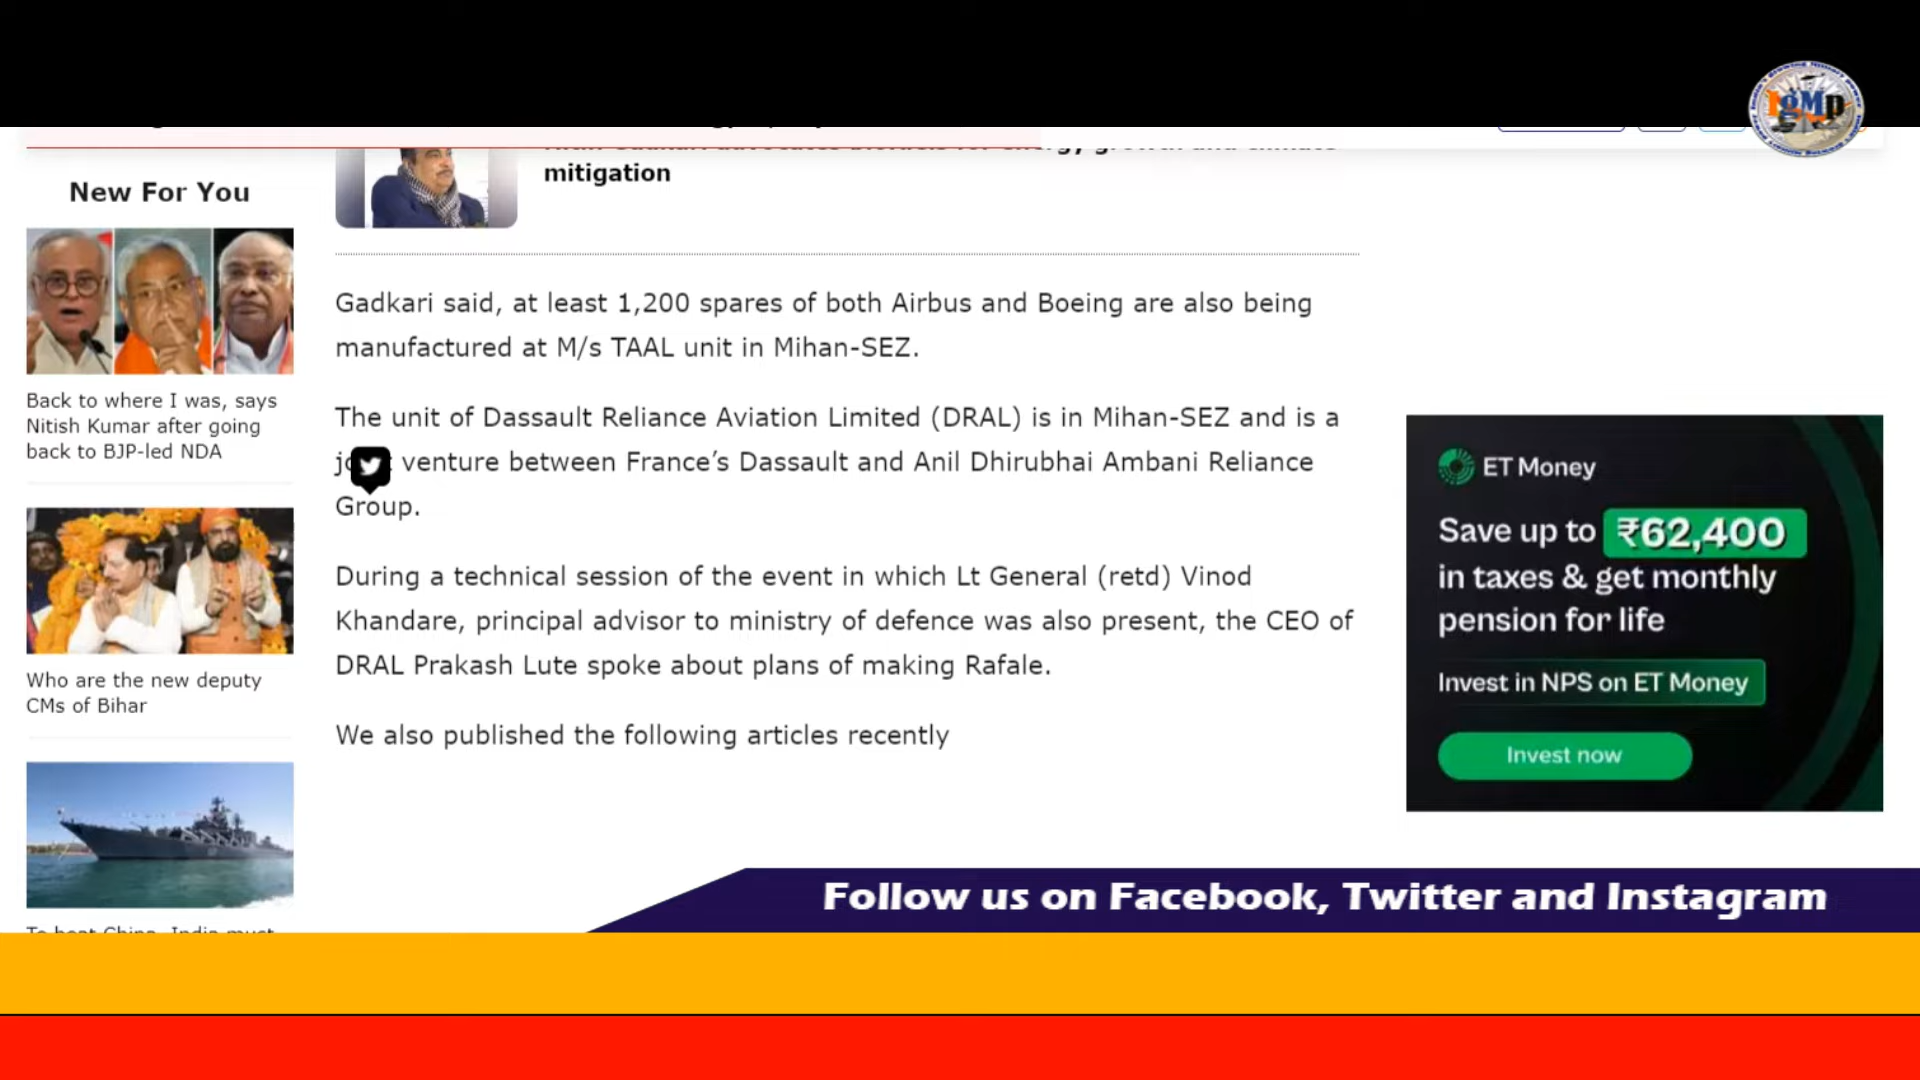 IgMp
mitigation
New For You
Gadkari said, at least 1,200 spares of both Airbus and Boeing are also being
manufactured at M/s TAAL unit in Mihan-SEZ.
Back to where I was, says
Nitish Kumar after going
back to BJP-led NDA
The unit of Dassault Reliance Aviation Limited (DRAL) is in Mihan-SEZ and is a
venture between France’s Dassault and Anil Dhirubhai Ambani Reliance
Group.
During a technical session of the event in which Lt General (retd) Vinod
Khandare, principal advisor to ministry of defence was also present, the CEO of
DRAL Prakash Lute spoke about plans of making Rafale.
Who are the new deputy
CMs of Bihar
We also published the following articles recently
ET Money
Save up to ₹62,400
in taxes & get monthly
pension for life
Invest in NPS on ET Money
Invest now
Follow us on Facebook, Twitter and Instagram